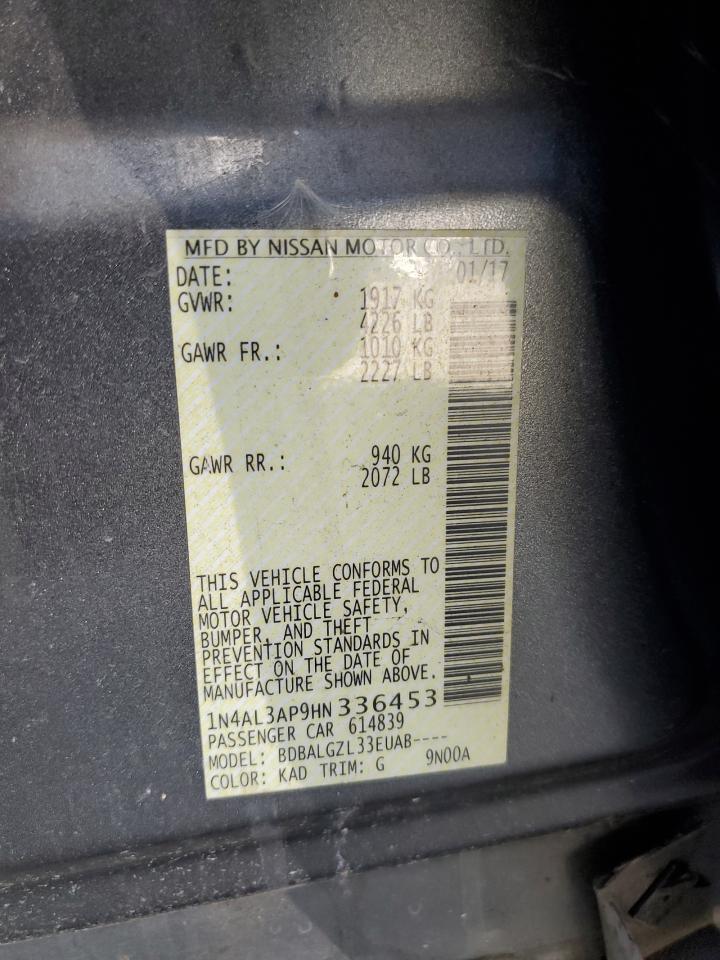 MFD BY NISSAN MOTOR CO., LTD.
DATE: 01/17
GVWR: 1917 KG
4226 LB
GAWR FR.: 1010 KG
2227 LB
GAWR RR.: 940 KG
2072 LB
THIS VEHICLE CONFORMS TO
ALL APPLICABLE FEDERAL
MOTOR VEHICLE SAFETY,
BUMPER, AND THEFT
PREVENTION STANDARDS IN
EFFECT ON THE DATE OF
MANUFACTURE SHOWN ABOVE.
1N4AL3AP9HN336453
PASSENGER CAR 614839
MODEL: BDBALGZL33EUAB----
COLOR: KAD TRIM: G 9N00A